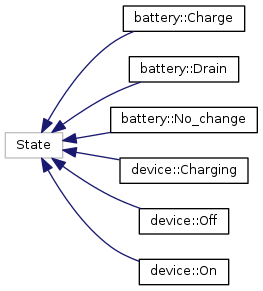 battery::Charge
battery::Drain
battery::No_change
State
device::Charging
device::Off
device::On